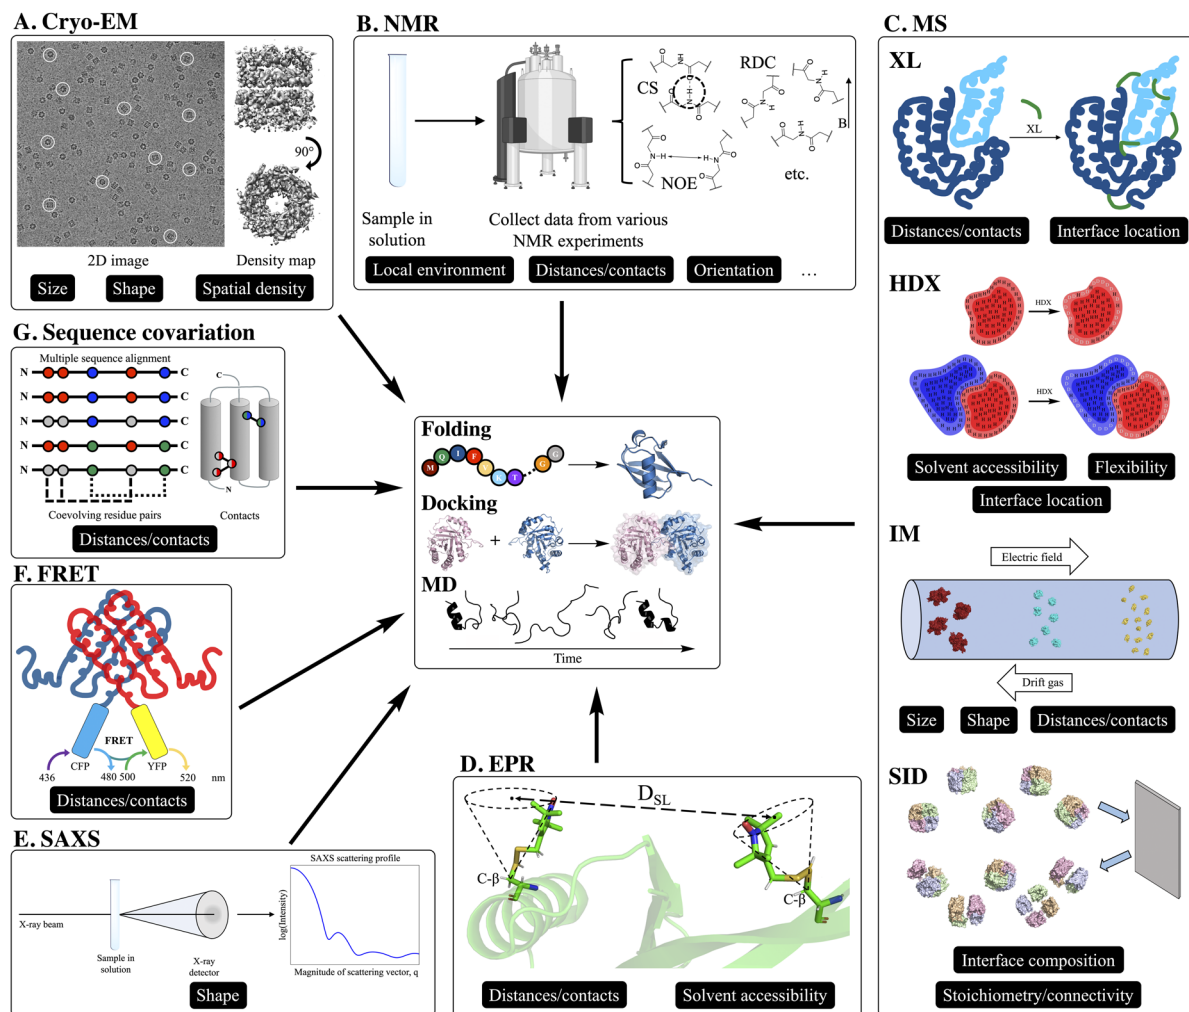 A. Cryo-EM
90°
2D image
Density map
Size
Shape
Spatial density
B. NMR
CS
RDC
B
NOE
etc.
Sample in
solution
Collect data from various
NMR experiments
Local environment
Distances/contacts
Orientation
...
C. MS
XL
XL
Distances/contacts
Interface location
HDX
HDX
HDX
Solvent accessibility
Flexibility
Interface location
IM
Electric field
Drift gas
Size
Shape
Distances/contacts
SID
Interface composition
Stoichiometry/connectivity
G. Sequence covariation
Multiple sequence alignment
N C
N C
N C
N C
N C
C
N
Coevolving residue pairs
Contacts
Distances/contacts
Folding
M Q I F V K T G G
Docking
+
MD
Time
F. FRET
FRET
CFP
YFP
436
480
500
520
nm
Distances/contacts
E. SAXS
X-ray beam
Sample in
solution
X-ray
detector
SAXS scattering profile
log(Intensity)
Magnitude of scattering vector, q
Shape
D. EPR
DSL
C-β
C-β
Distances/contacts
Solvent accessibility